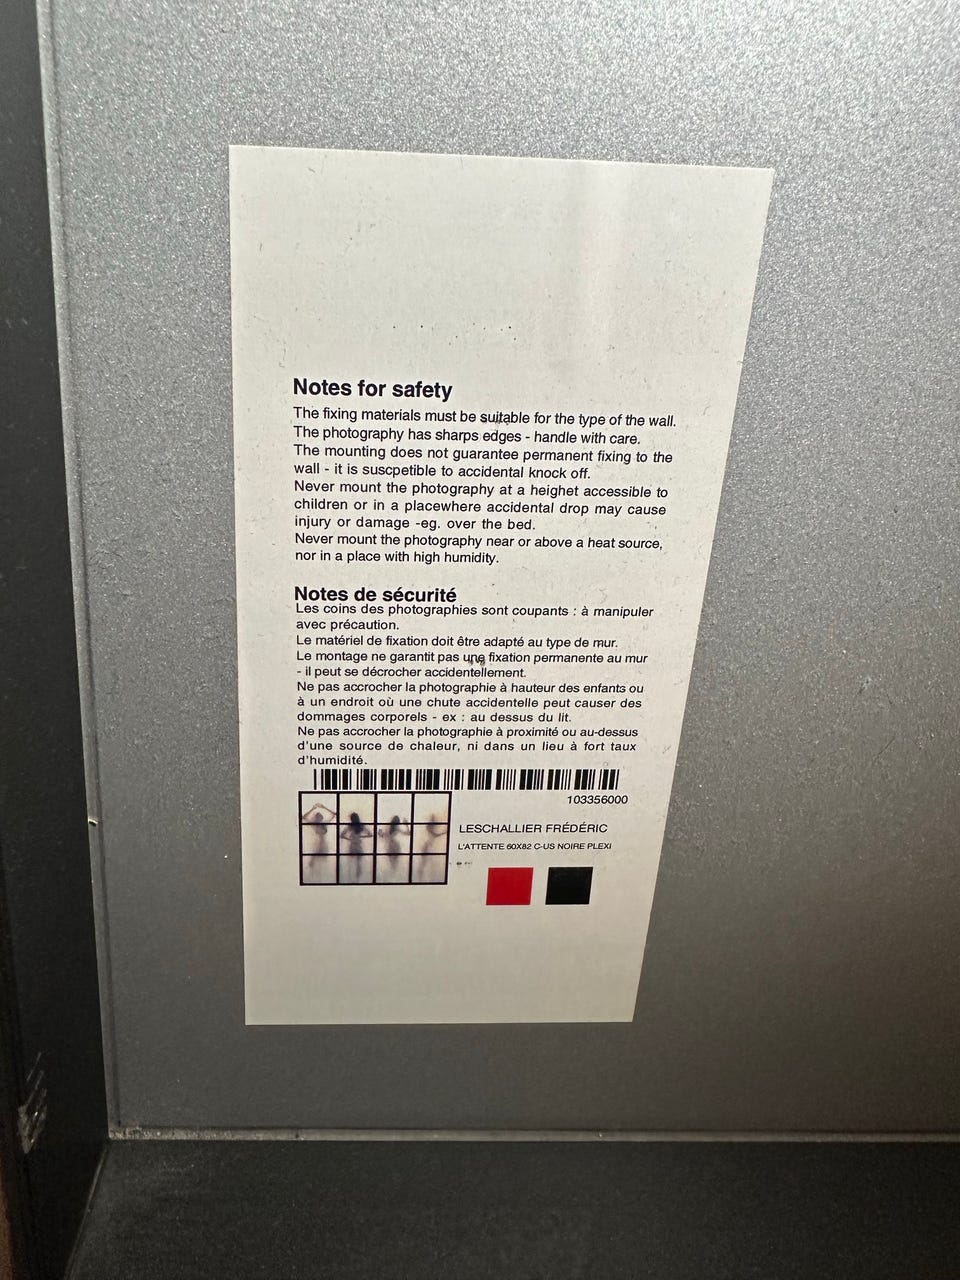 Notes for safety
The fixing materials must be suitable for the type of the wall.
The photography has sharps edges - handle with care.
The mounting does not guarantee permanent fixing to the
wall - it is suscpetible to accidental knock off.
Never mount the photography at a heighet accessible to
children or in a placewhere accidental drop may cause
injury or damage -eg. over the bed.
Never mount the photography near or above a heat source,
nor in a place with high humidity.
Notes de sécurité
Les coins des photographies sont coupants : à manipuler
avec précaution.
Le matériel de fixation doit être adapté au type de mur.
Le montage ne garantit pas une fixation permanente au mur
- il peut se décrocher accidentellement.
Ne pas accrocher la photographie à hauteur des enfants ou
à un endroit où une chute accidentelle peut causer des
dommages corporels - ex : au dessus du lit.
Ne pas accrocher la photographie à proximité ou au-dessus
d'une source de chaleur, ni dans un lieu à fort taux
d'humidité.
103356000
LESCHALLIER FRÉDÉRIC
L'ATTENTE 60X82 C-US NOIRE PLEXI